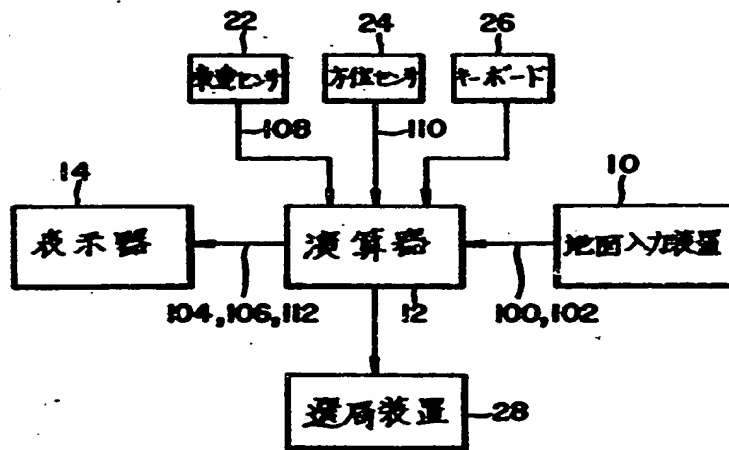 22
24
26
車速センサ
方位センサ
キーボード
108
110
14
10
表示器
演算器
地図入力装置
104,106,112
12
100,102
選局装置
28